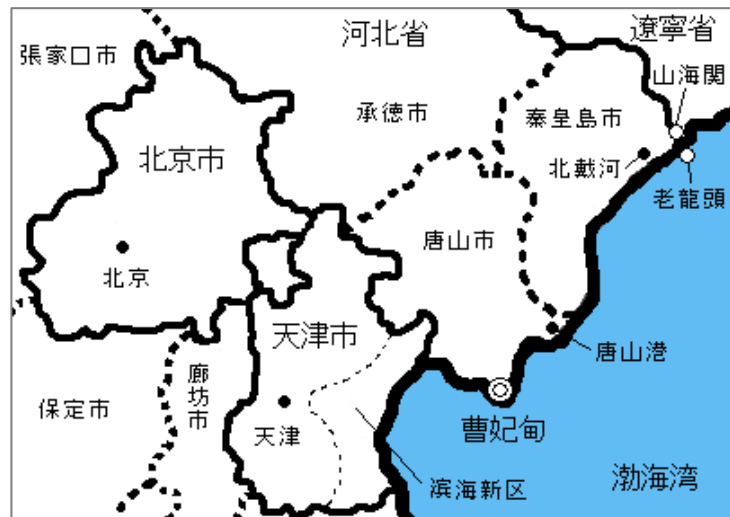 河北省
遼寧省
張家口市
山海関
承徳市
秦皇島市
北京市
北戴河
老龍頭
唐山市
北京
天津市
唐山港
廊坊市
保定市
天津
曹妃甸
滨海新区
渤海湾